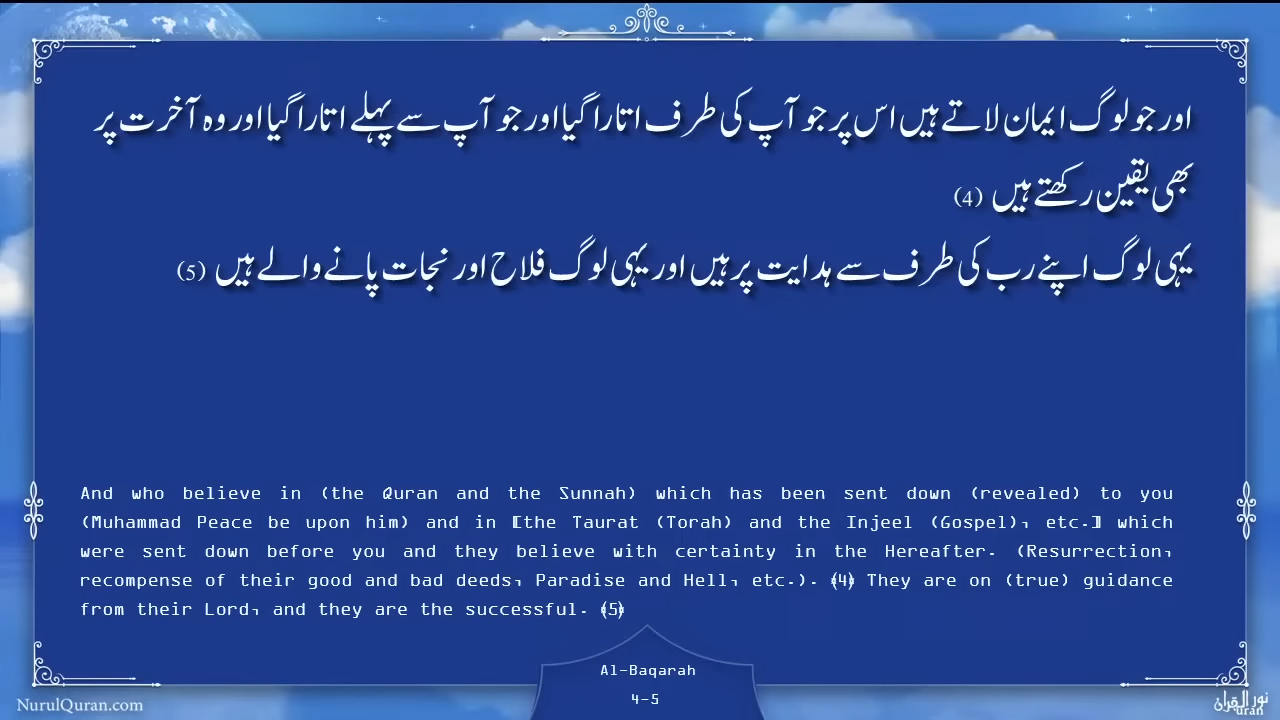 اور جو لوگ ایمان لاتے ہیں اس پر جو آپ کی طرف اتارا گیا اور جو آپ سے پہلے اتارا گیا اور وہ آخرت پر
بھی یقین رکھتے ہیں (4)
یہی لوگ اپنے رب کی طرف سے ہدایت پر ہیں اور یہی لوگ فلاح اور نجات پانے والے ہیں (5)
And who believe in (the Quran and the Sunnah) which has been sent down (revealed) to you
(Muhammad Peace be upon him) and in [the Taurat (Torah) and the Injeel (Gospel), etc.] which
were sent down before you and they believe with certainty in the Hereafter. (Resurrection,
recompense of their good and bad deeds, Paradise and Hell, etc.). (4) They are on (true) guidance
from their Lord, and they are the successful. (5)
Al-Baqarah
4-5
NurulQuran.com
نور القرآن